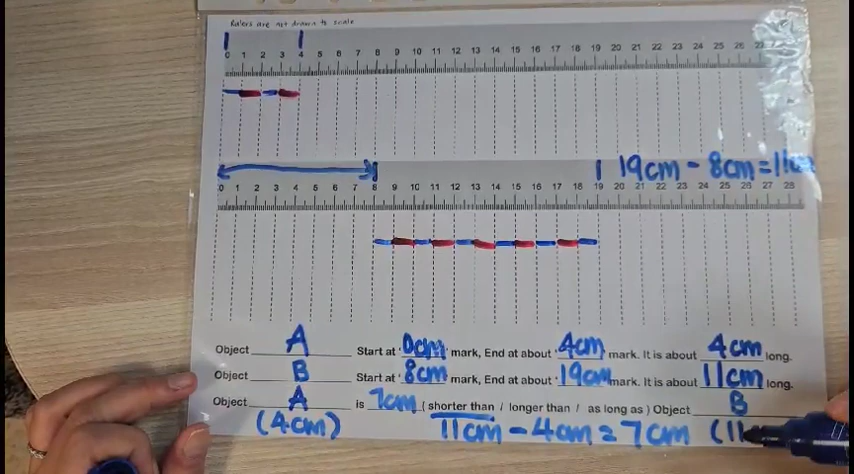 Rulers are not drawn to scale
0 1 2 3 4 5 6 7 8 9 10 11 12 13 14 15 16 17 18 19 20 21 22 23 24 25 26
19cm - 8cm = 11cm
0 1 2 3 4 5 6 7 8 9 10 11 12 13 14 15 16 17 18 19 20 21 22 23 24 25 26 27 28
Object A Start at 0cm mark, End at about 4cm mark. It is about 4cm long.
Object B Start at 8cm mark, End at about 19cm mark. It is about 11cm long.
Object A is 7cm ( shorter than / longer than / as long as ) Object B
(4cm) 11cm - 4cm = 7cm (11